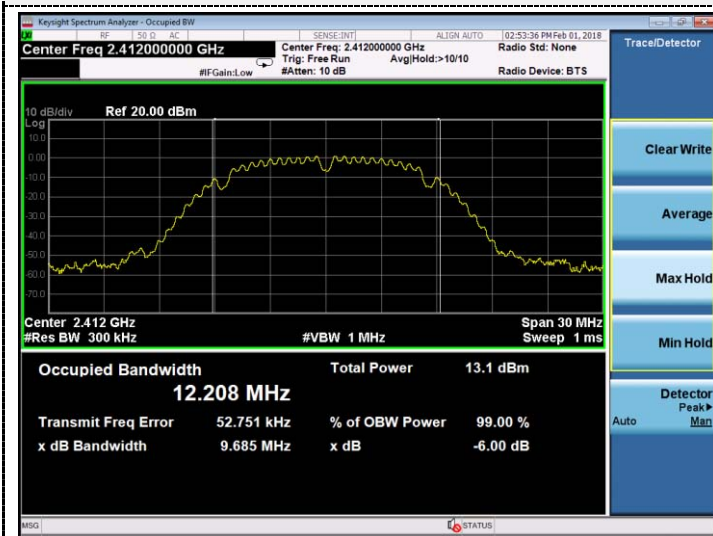 Keysight Spectrum Analyzer - Occupied BW
RF 50 Ω AC SENSE:INT ALIGN AUTO 02:53:36 PM Feb 01, 2018
Center Freq 2.412000000 GHz
Center Freq: 2.412000000 GHz
Radio Std: None
Trig: Free Run Avg|Hold:>10/10
#IFGain:Low #Atten: 10 dB Radio Device: BTS
Trace/Detector
10 dB/div Ref 20.00 dBm
Log
10.0
0.00
-10.0
-20.0
-30.0
-40.0
-50.0
-60.0
-70.0
Clear Write
Average
Max Hold
Min Hold
Detector
Peak▶
Auto Man
Center 2.412 GHz Span 30 MHz
#Res BW 300 kHz #VBW 1 MHz Sweep 1 ms
Occupied Bandwidth Total Power 13.1 dBm
12.208 MHz
Transmit Freq Error 52.751 kHz % of OBW Power 99.00 %
x dB Bandwidth 9.685 MHz x dB -6.00 dB
MSG STATUS